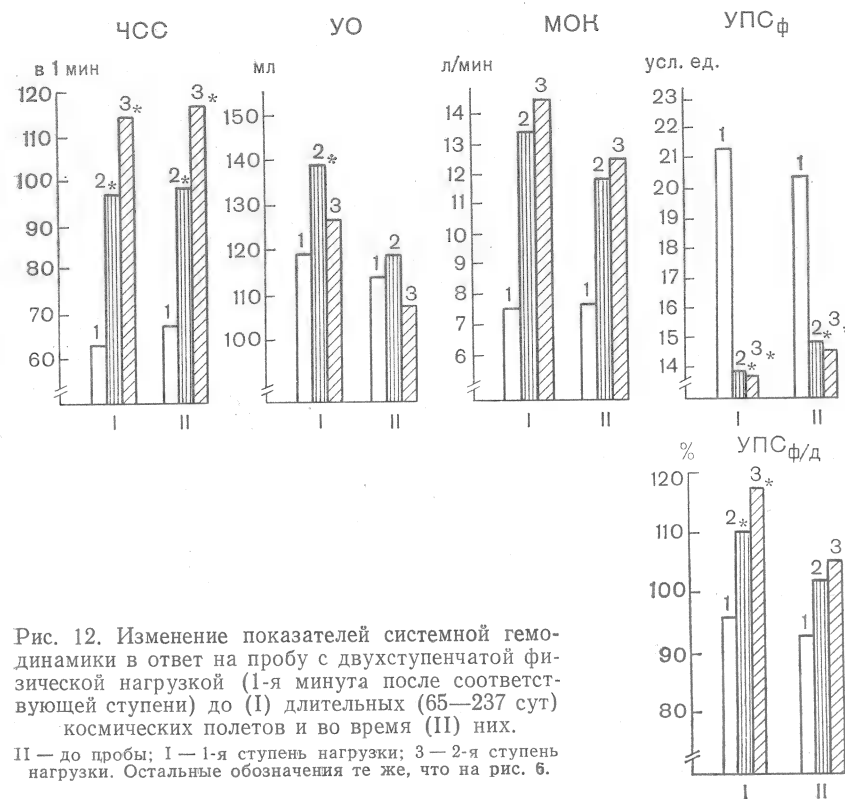 ЧСС
УО
МОК
УПСф
в 1 мин
мл
л/мин
усл. ед.
120
110
100
90
80
70
60
1
2*
3*
1
2*
3*
I
II
150
140
130
120
110
100
1
2*
3
1
2
3
I
II
14
13
12
11
10
9
8
7
6
1
2
3
1
2
3
I
II
23
22
21
20
19
18
17
16
15
14
1
2*
3*
1
2*
3*
I
II
УПСф/д
%
120
110
100
90
80
1
2*
3*
1
2
3
I
II
Рис. 12. Изменение показателей системной гемо-
динамики в ответ на пробу с двухступенчатой фи-
зической нагрузкой (1-я минута после соответст-
вующей ступени) до (I) длительных (65—237 сут)
космических полетов и во время (II) них.
II — до пробы; I — 1-я ступень нагрузки; 3 — 2-я ступень
нагрузки. Остальные обозначения те же, что на рис. 6.